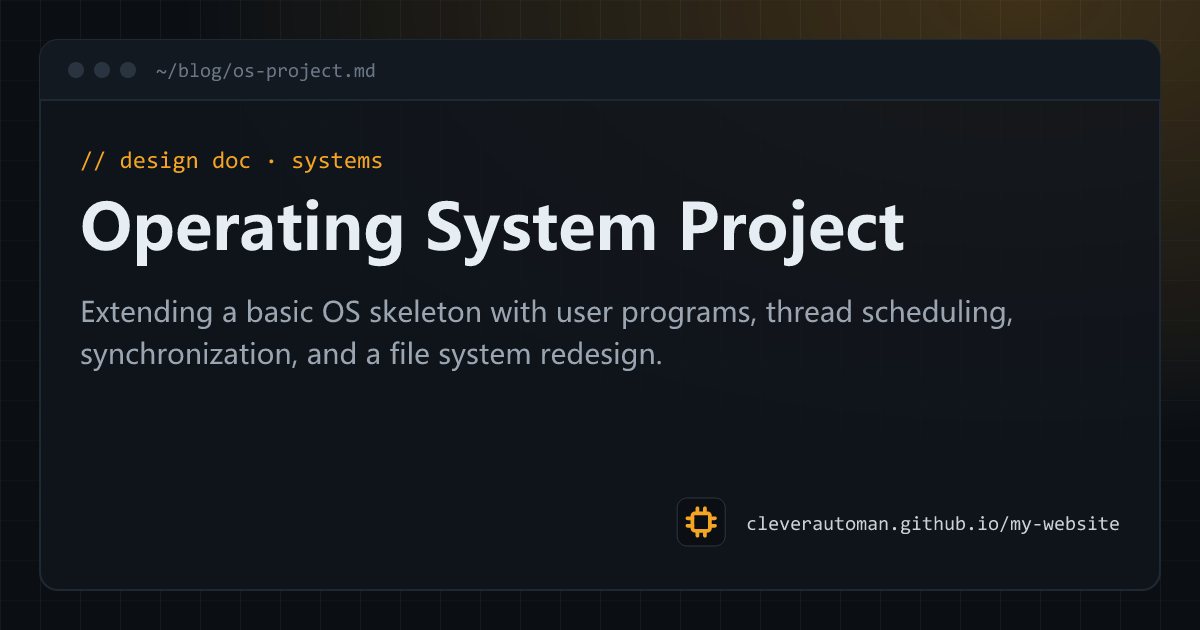 ~/blog/os-project.md
// design doc · systems
Operating System Project
Extending a basic OS skeleton with user programs, thread scheduling,
synchronization, and a file system redesign.
cleverautoman.github.io/my-website